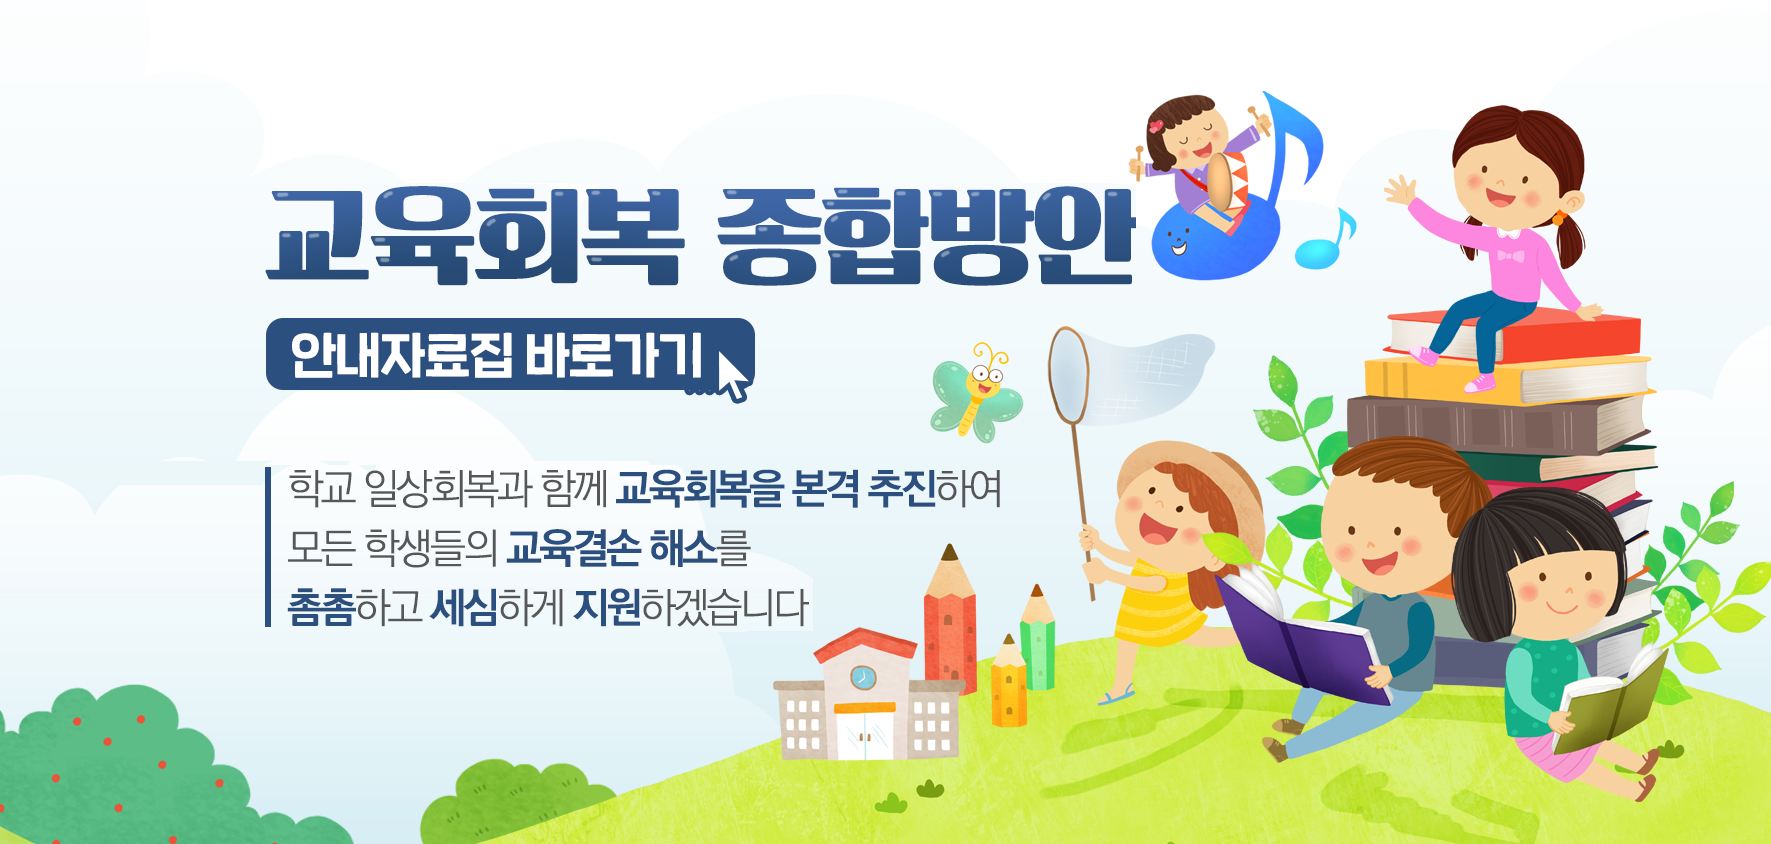 교육회복 종합방안
안내자료집 바로가기
학교 일상회복과 함께 교육회복을 본격 추진하여
모든 학생들의 교육결손 해소를
촘촘하고 세심하게 지원하겠습니다